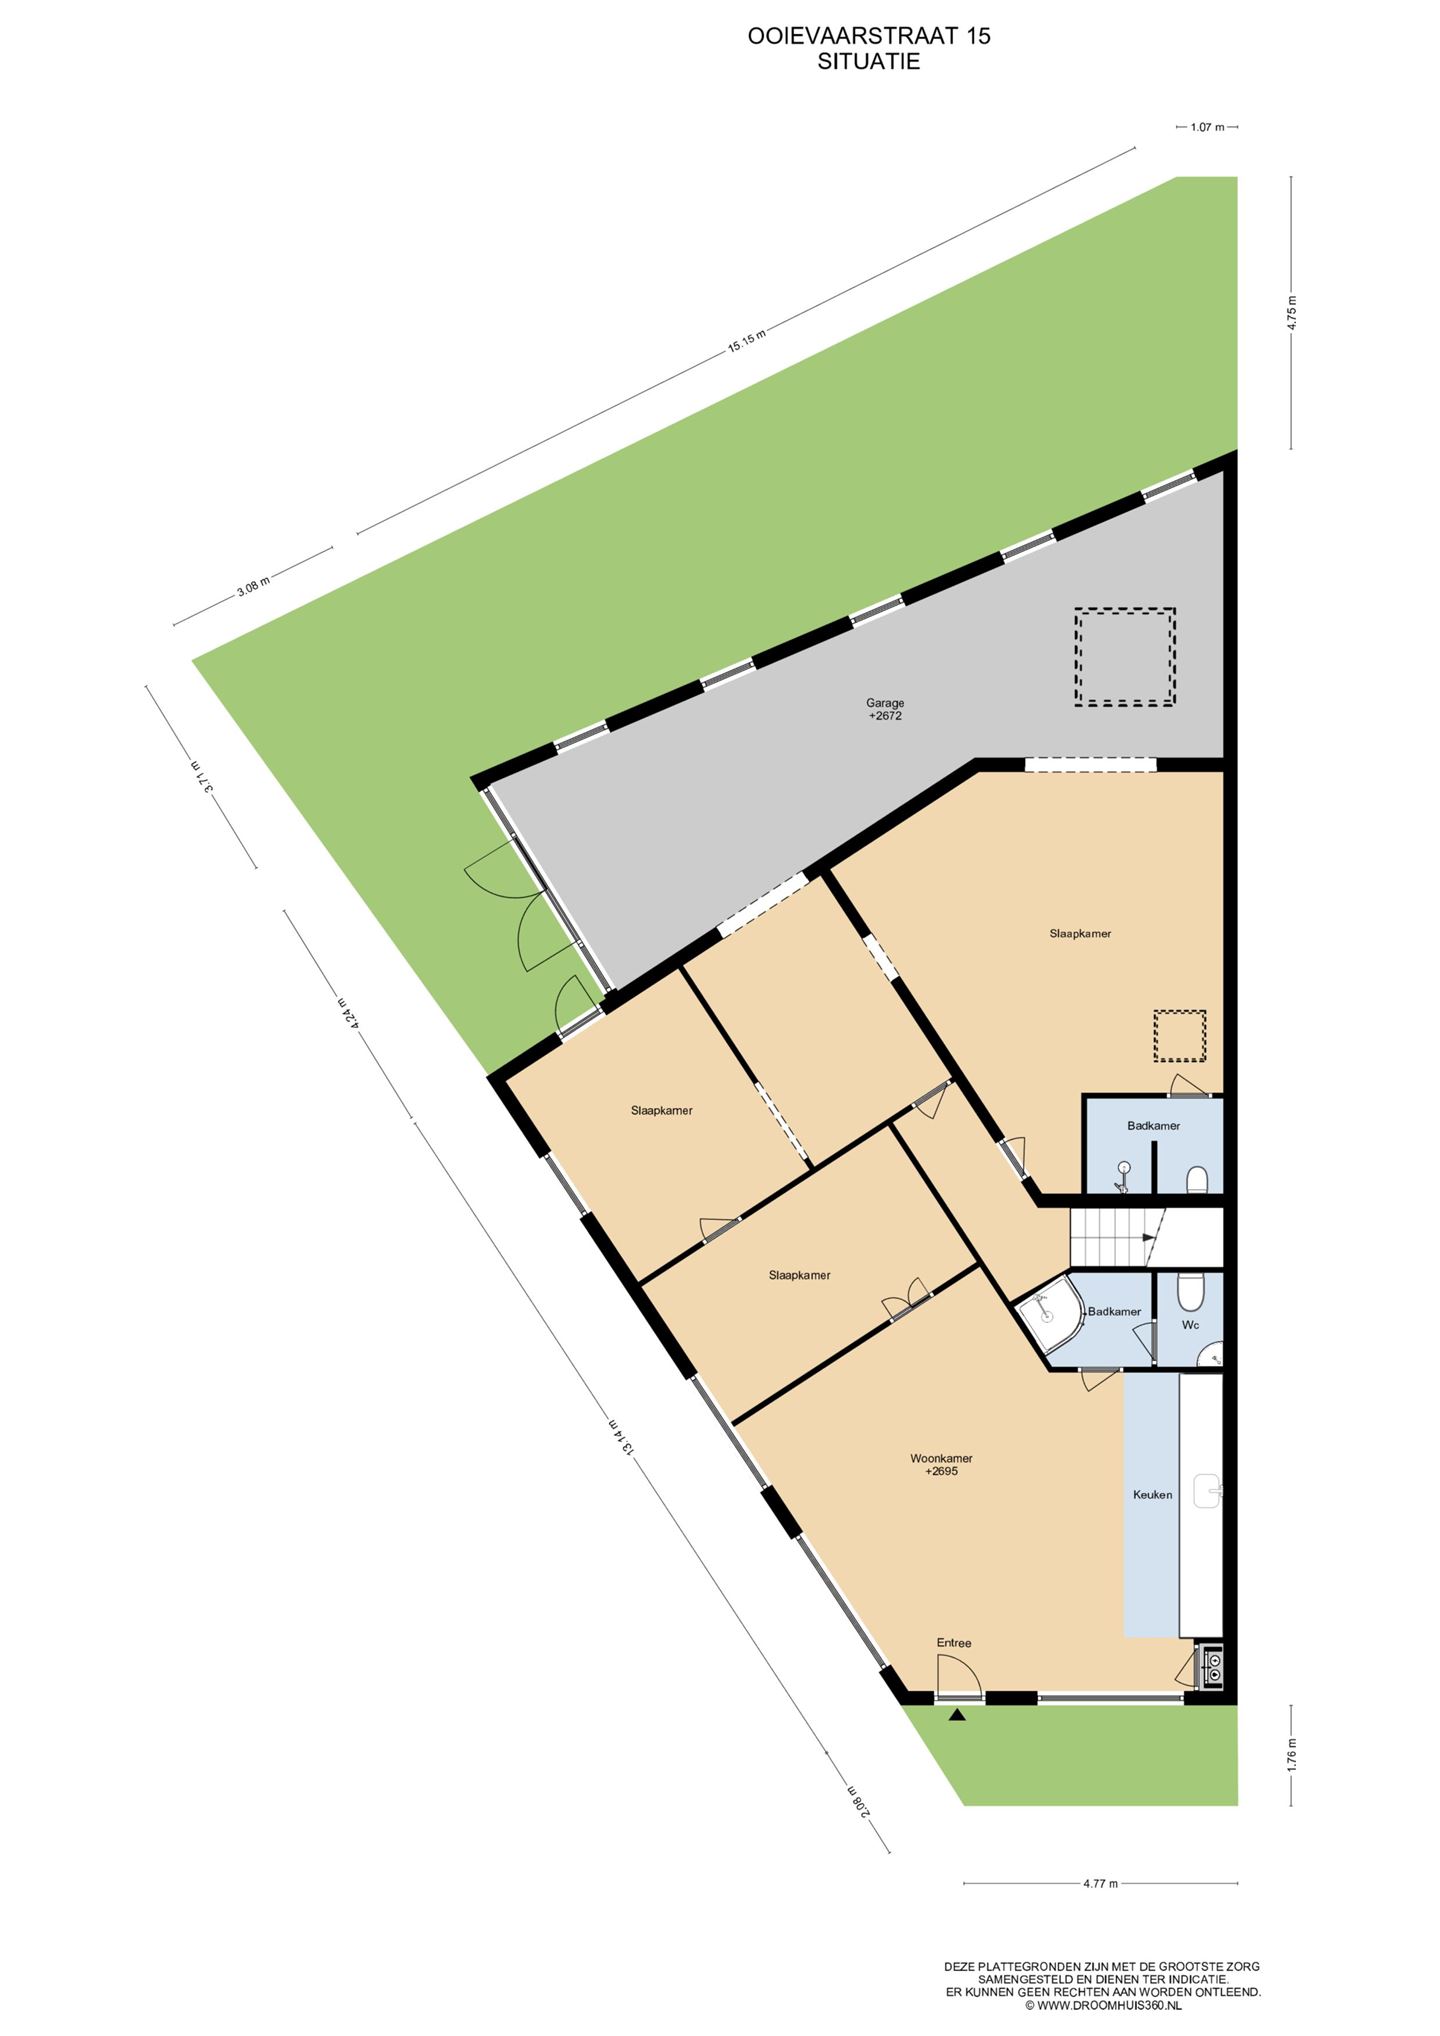 OOIEVAARSTRAAT 15
SITUATIE
1.07 m
4.75 m
15.15 m
3.08 m
3.71 m
Garage
+2672
Slaapkamer
4.24 m
Slaapkamer
Badkamer
Slaapkamer
Badkamer
Wc
13.14 m
Woonkamer
+2695
Keuken
Entree
1.76 m
2.08 m
4.77 m
DEZE PLATTEGRONDEN ZIJN MET DE GROOTSTE ZORG
SAMENGESTELD EN DIENEN TER INDICATIE.
ER KUNNEN GEEN RECHTEN AAN WORDEN ONTLEEND.
© WWW.DROOMHUIS360.NL